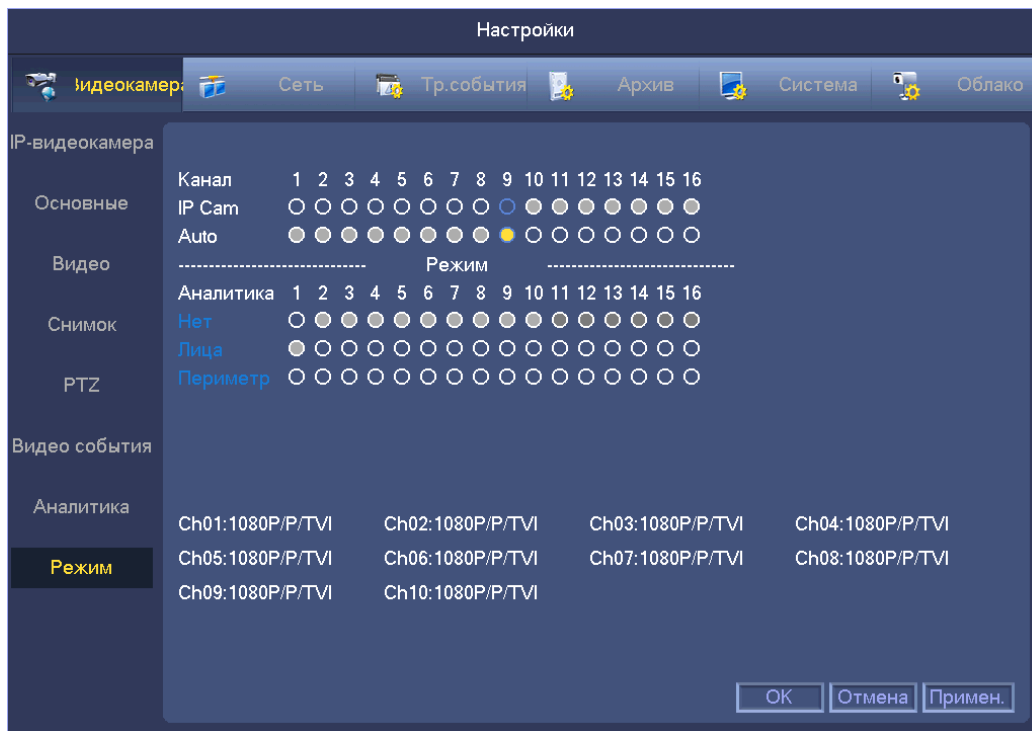 Настройки
Видеокамера Сеть Тр.события Архив Система Облако
IP-видеокамера
Основные
Видео
Снимок
PTZ
Видео события
Аналитика
Режим
Канал 1 2 3 4 5 6 7 8 9 10 11 12 13 14 15 16
IP Cam
Auto
------------------------------ Режим ------------------------------
Аналитика 1 2 3 4 5 6 7 8 9 10 11 12 13 14 15 16
Нет
Лица
Периметр
Ch01:1080P/P/TVI Ch02:1080P/P/TVI Ch03:1080P/P/TVI Ch04:1080P/P/TVI
Ch05:1080P/P/TVI Ch06:1080P/P/TVI Ch07:1080P/P/TVI Ch08:1080P/P/TVI
Ch09:1080P/P/TVI Ch10:1080P/P/TVI
OK Отмена Примен.